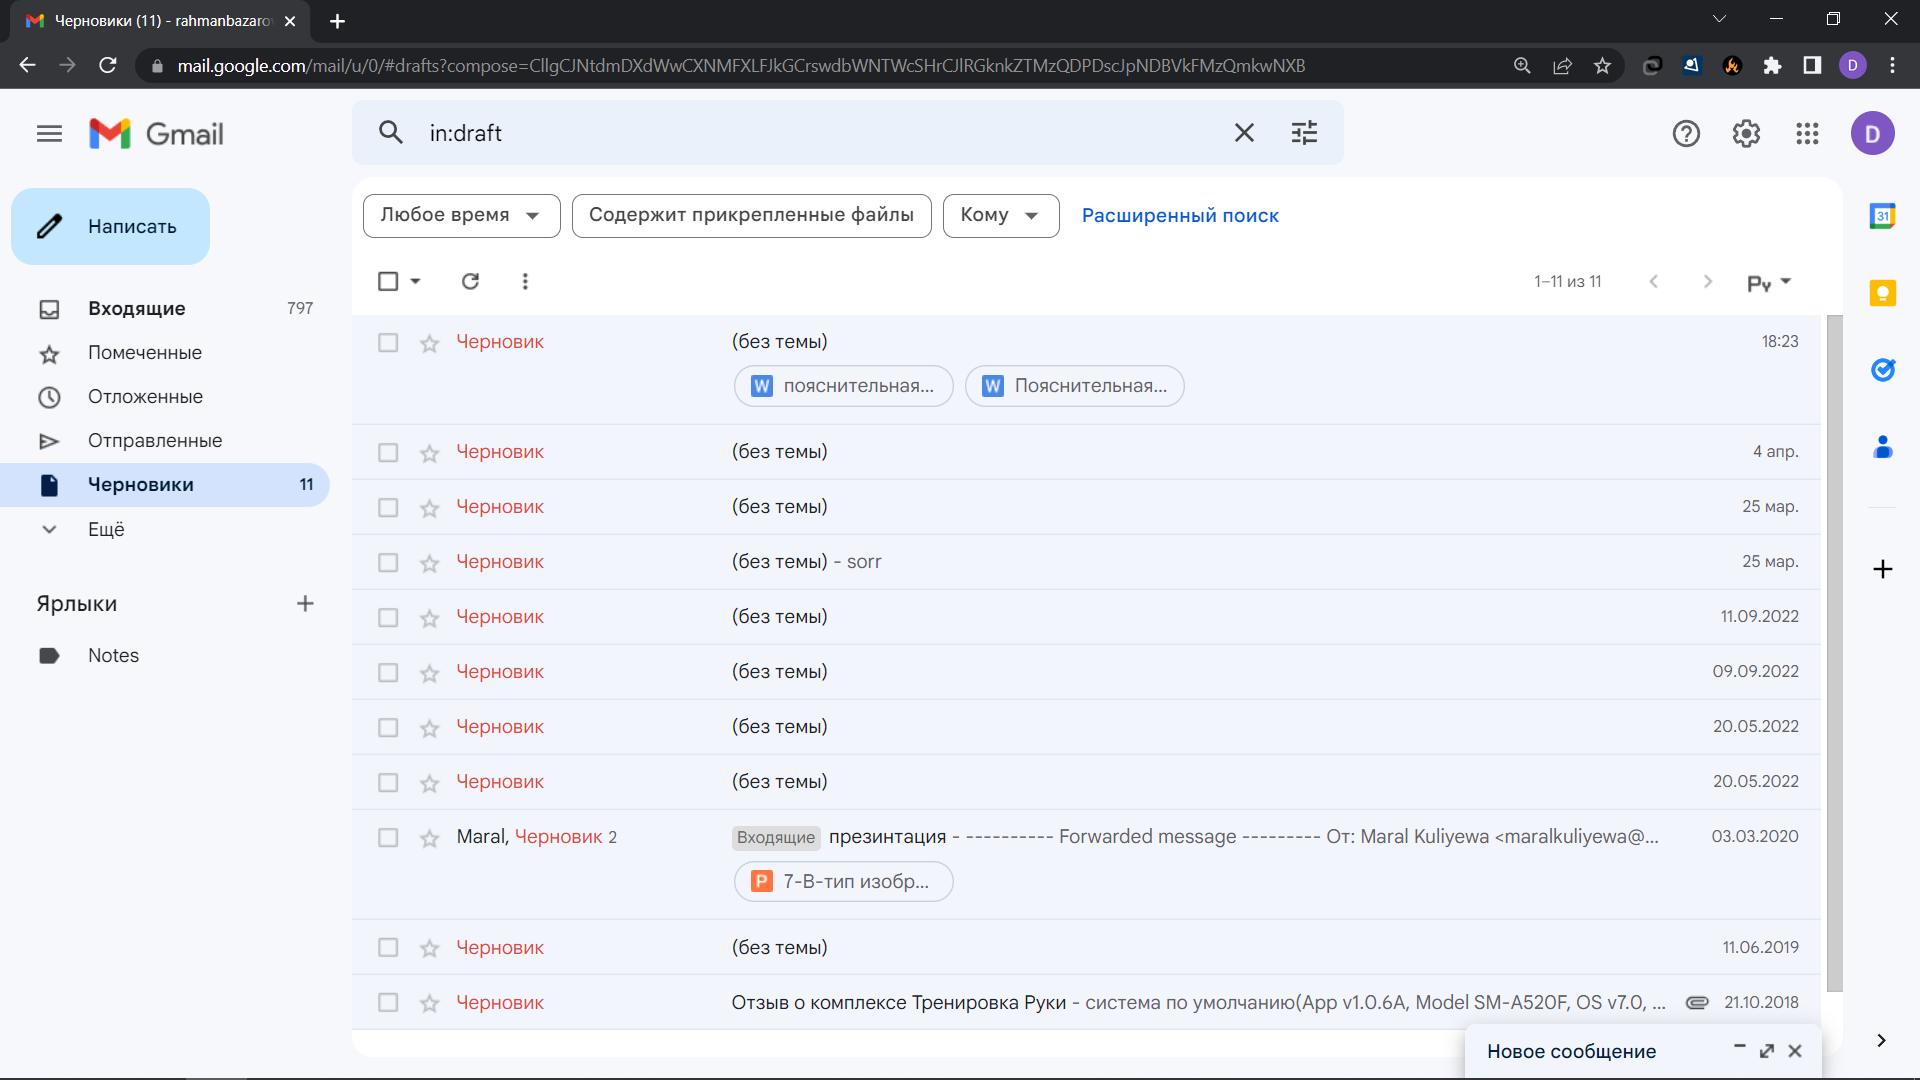 Черновики (11) - rahmanbazaro
mail.google.com/mail/u/0/#drafts?compose=CllgCJNtdmDXdWwCXNMFXLFJkGCrswdbWNTWcSHrCJlRGknkZTMzQDPDscJpNDBVkFMzQmkwNXB
D
Gmail
in:draft
D
Написать
Любое время
Содержит прикрепленные файлы
Кому
Расширенный поиск
31
1–11 из 11
Ру
Входящие 797
Помеченные
Отложенные
Отправленные
Черновики 11
Ещё
Ярлыки
Notes
Черновик (без темы) 18:23
W пояснительная... W Пояснительная...
Черновик (без темы) 4 апр.
Черновик (без темы) 25 мар.
Черновик (без темы) - sorr 25 мар.
Черновик (без темы) 11.09.2022
Черновик (без темы) 09.09.2022
Черновик (без темы) 20.05.2022
Черновик (без темы) 20.05.2022
Maral, Черновик 2 Входящие презинтация - ---------- Forwarded message --------- От: Maral Kuliyewa <maralkuliyewa@... 03.03.2020
P 7-В-тип изобр...
Черновик (без темы) 11.06.2019
Черновик Отзыв о комплексе Тренировка Руки - система по умолчанию(App v1.0.6A, Model SM-A520F, OS v7.0, ... 21.10.2018
Новое сообщение